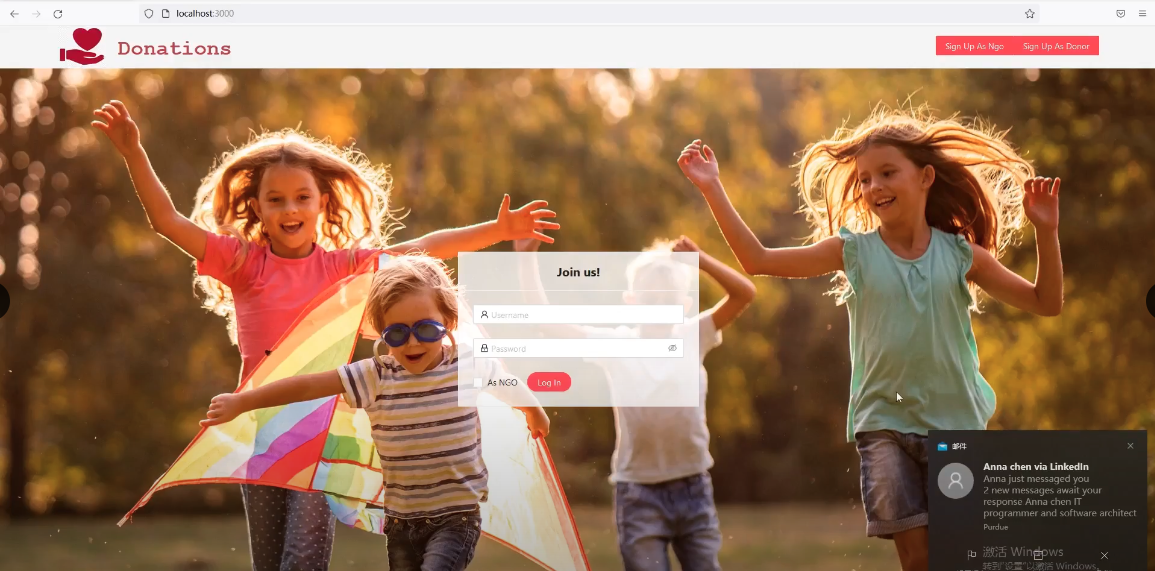 localhost:3000
Donations
Sign Up As Ngo
Sign Up As Donor
Join us!
Username
Password
As NGO
Log In
邮件
Anna chen via LinkedIn
Anna just messaged you
2 new messages await your
response Anna chen IT
programmer and software architect
Purdue
激活 Windows
转到"设置"以激活 Windows。